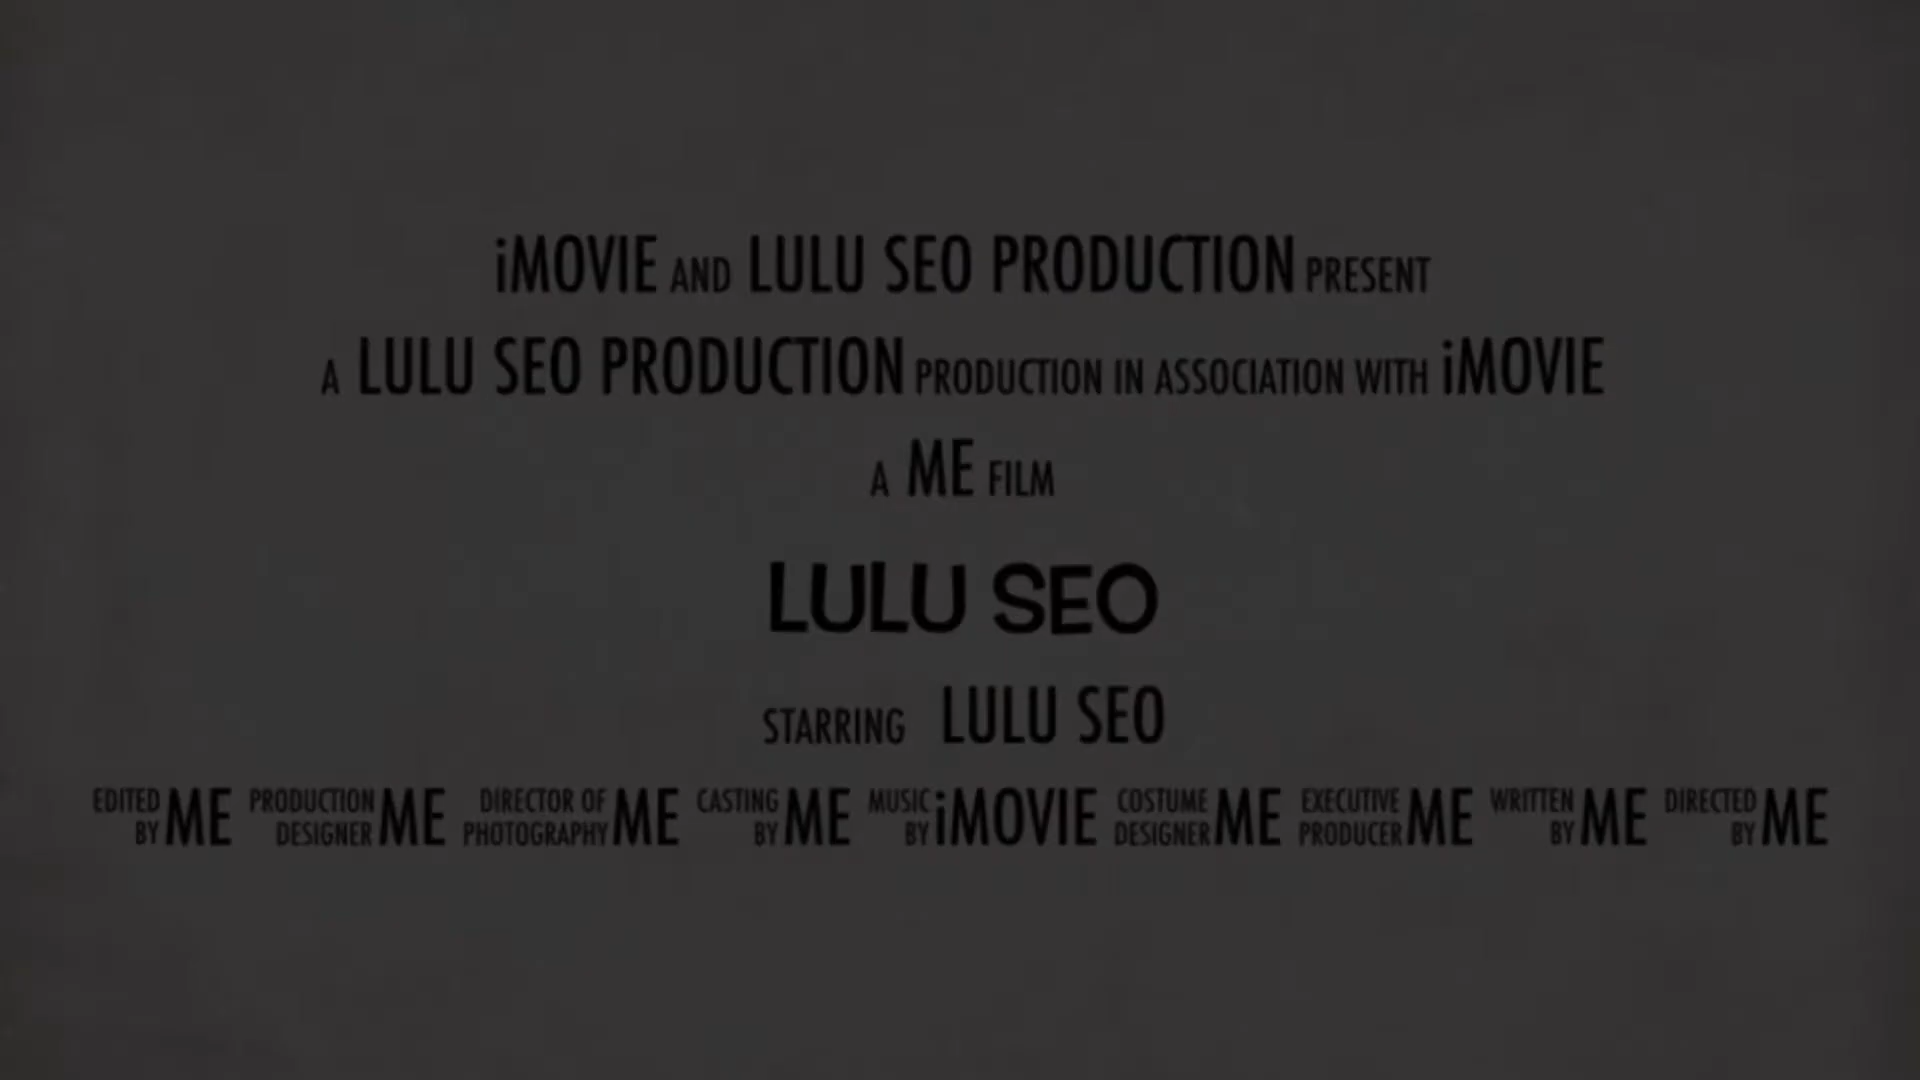 iMOVIE AND LULU SEO PRODUCTION PRESENT
A LULU SEO PRODUCTION PRODUCTION IN ASSOCIATION WITH iMOVIE
A ME FILM
LULU SEO
STARRING LULU SEO
EDITED BY ME PRODUCTION DESIGNER ME DIRECTOR OF PHOTOGRAPHY ME CASTING BY ME MUSIC BY iMOVIE COSTUME DESIGNER ME EXECUTIVE PRODUCER ME WRITTEN BY ME DIRECTED BY ME